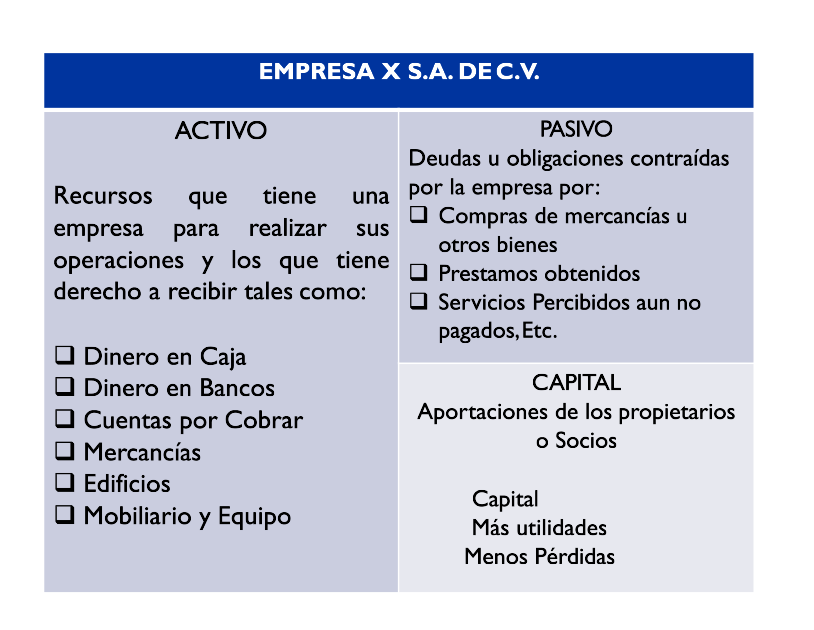 EMPRESA X S.A. DE C.V.
ACTIVO
Recursos que tiene una
empresa para realizar sus
operaciones y los que tiene
derecho a recibir tales como:
❑ Dinero en Caja
❑ Dinero en Bancos
❑ Cuentas por Cobrar
❑ Mercancías
❑ Edificios
❑ Mobiliario y Equipo
PASIVO
Deudas u obligaciones contraídas
por la empresa por:
❑ Compras de mercancías u
otros bienes
❑ Prestamos obtenidos
❑ Servicios Percibidos aun no
pagados, Etc.
CAPITAL
Aportaciones de los propietarios
o Socios
Capital
Más utilidades
Menos Pérdidas